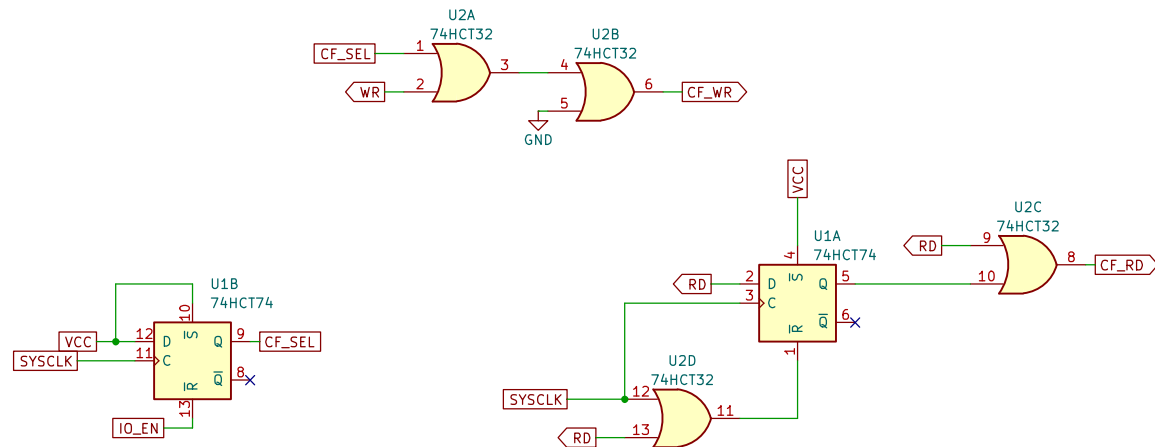 U2A
74HCT32
CF_SEL
1
2
3
WR
U2B
74HCT32
4
5
6
GND
CF_WR
VCC
U1A
74HCT74
4
S
RD
2
D
3
C
Q
5
Q
6
R
1
U2C
74HCT32
RD
9
10
8
CF_RD
U1B
74HCT74
10
S
VCC
12
D
SYSCLK
11
C
Q
9
CF_SEL
Q
8
R
13
IO_EN
U2D
74HCT32
SYSCLK
12
RD
13
11